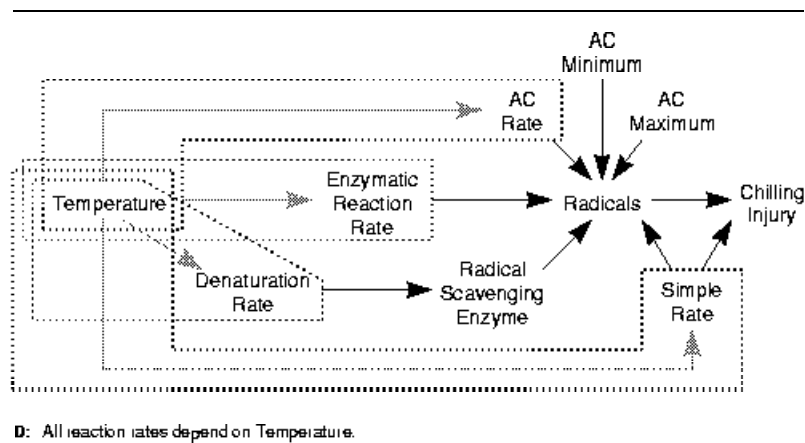 AC
Minimum
AC
Rate
AC
Maximum
Temperature
Enzymatic
Reaction
Rate
Radicals
Chilling
Injury
Denaturation
Rate
Radical
Scavenging
Enzyme
Simple
Rate
D: All reaction rates depend on Temperature.